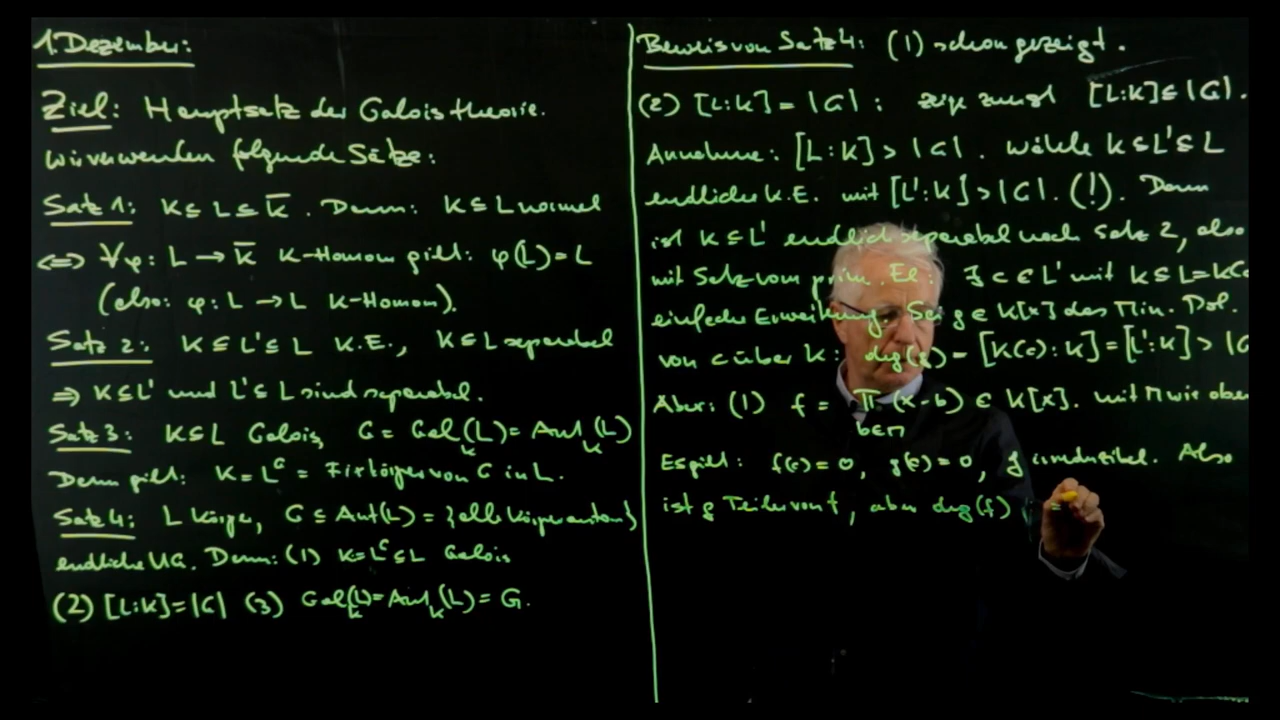 1. Dezember:
Ziel: Hauptsatz der Galoistheorie.
Wir verwenden folgende Sätze:
Satz 1: K ⊆ L ⊆ K̄. Dann: K ⊆ L normal
⇔ ∀φ: L → K̄ K-Homom gilt: φ(L) = L
(also: φ: L → L K-Homom).
Satz 2: K ⊆ L' ⊆ L K.E., K ⊆ L separabel
⇒ K ⊆ L' und L' ⊆ L sind separabel.
Satz 3: K ⊆ L Galois, G = Gal_K(L) = Aut_K(L)
Dann gilt: K = L^G = Fixkörper von G in L.
Satz 4: L Körper, G ⊆ Aut(L) = {alle Körperautom}
endliche UG. Dann: (1) K = L^G ⊆ L Galois
(2) [L:K] = |G| (3) Gal_K(L) = Aut_K(L) = G.
Beweis von Satz 4: (1) schon gezeigt.
(2) [L:K] = |G|: zeige zunächst [L:K] ≤ |G|.
Annahme: [L:K] > |G|. Wähle K ⊆ L' ⊆ L
endliche K.E. mit [L':K] > |G|. (!). Dann
ist K ⊆ L' endlich separabel nach Satz 2, also
mit Satz vom prim. El: ∃ c ∈ L' mit K ⊆ L = K(c
einfache Erweiterung. Sei g ∈ K[x] das Min. Pol.
von c über K: deg(g) = [K(c):K] = [L':K] > |G
Aber: (1) f = Π (x-b) ∈ K[x]. mit M wie oben
b∈M
Es gilt: f(c) = 0, g(c) = 0, g irreduzibel. Also
ist g Teiler von f, aber deg(f) =